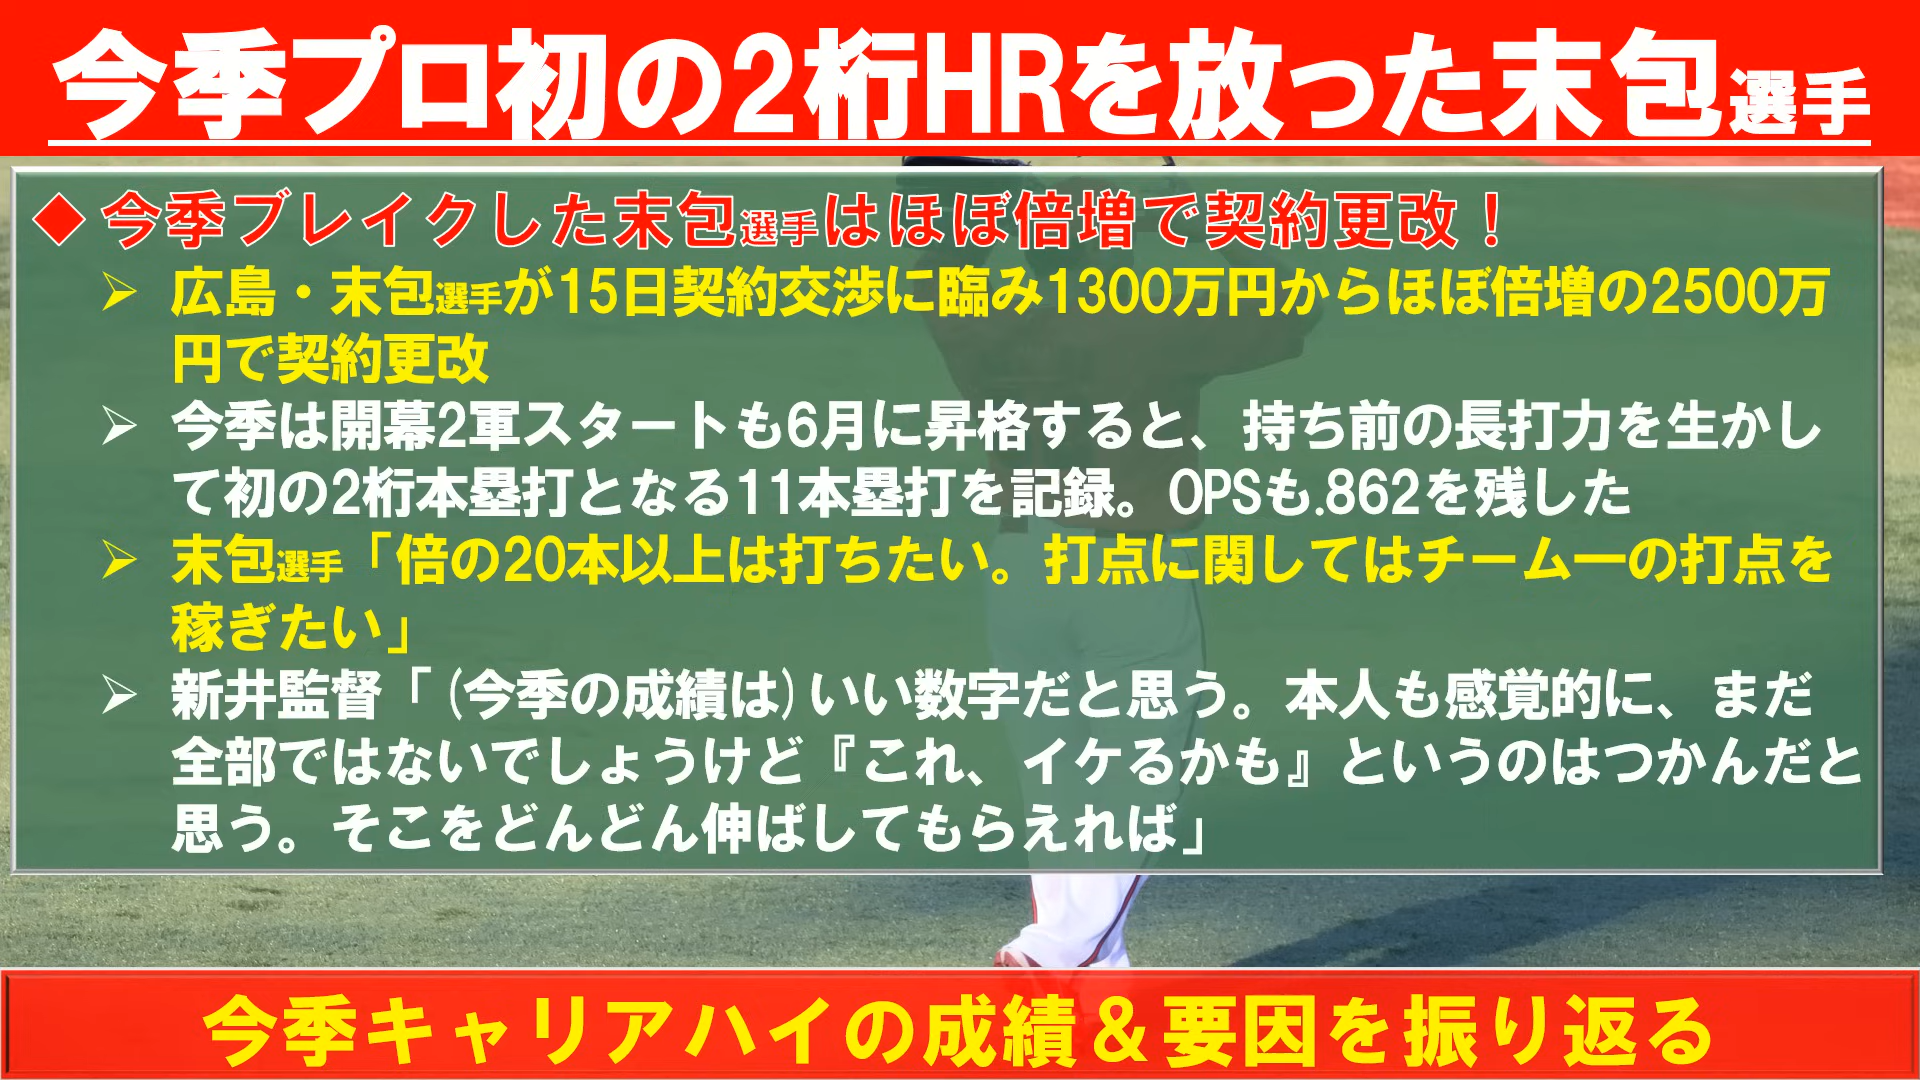 今季プロ初の2桁HRを放った末包選手
◆今季ブレイクした末包選手はほぼ倍増で契約更改！
➢ 広島・末包選手が15日契約交渉に臨み1300万円からほぼ倍増の2500万
円で契約更改
➢ 今季は開幕2軍スタートも6月に昇格すると、持ち前の長打力を生かし
て初の2桁本塁打となる11本塁打を記録。OPSも.862を残した
➢ 末包選手「倍の20本以上は打ちたい。打点に関してはチーム一の打点を
稼ぎたい」
➢ 新井監督「(今季の成績は)いい数字だと思う。本人も感覚的に、まだ
全部ではないでしょうけど『これ、イケるかも』というのはつかんだと
思う。そこをどんどん伸ばしてもらえれば」
今季キャリアハイの成績＆要因を振り返る